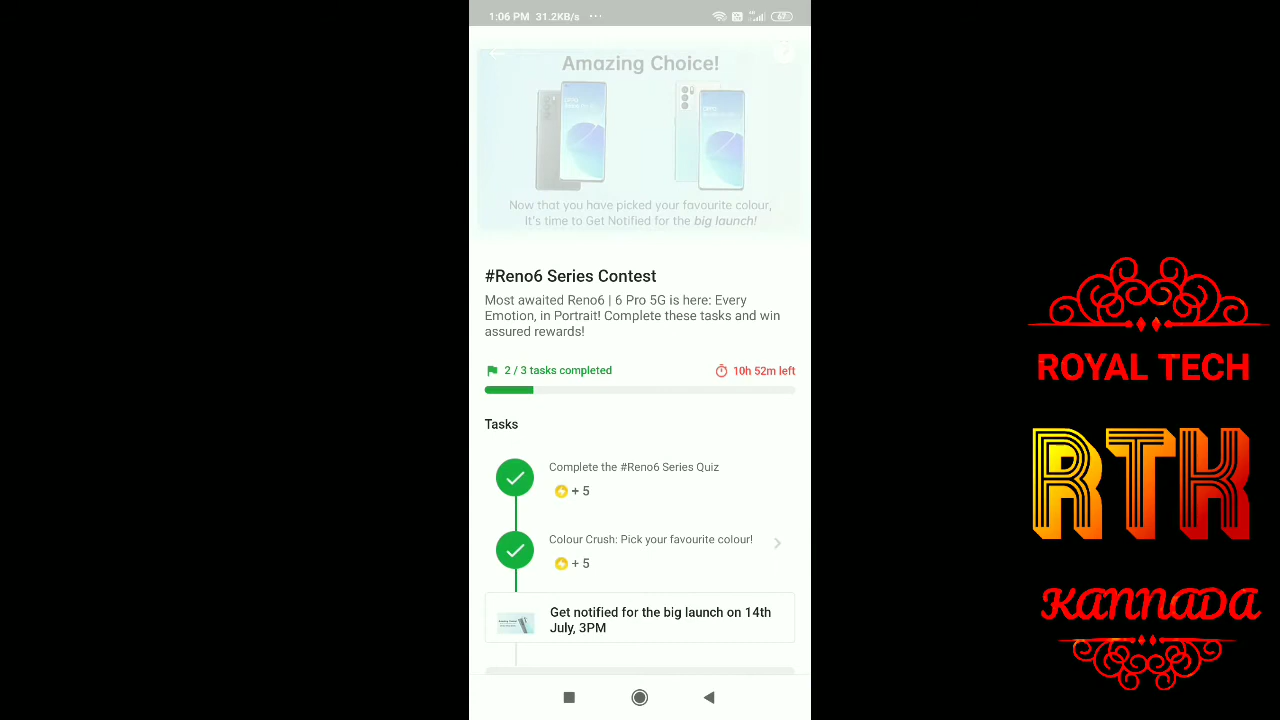 1:06 PM 31.2KB/s ...
67
Amazing Choice!
Now that you have picked your favourite colour,
It's time to Get Notified for the big launch!
#Reno6 Series Contest
Most awaited Reno6 | 6 Pro 5G is here: Every
Emotion, in Portrait! Complete these tasks and win
assured rewards!
2 / 3 tasks completed
10h 52m left
Tasks
Complete the #Reno6 Series Quiz
+ 5
Colour Crush: Pick your favourite colour!
+ 5
Get notified for the big launch on 14th
July, 3PM
ROYAL TECH
RTK
KANNADA